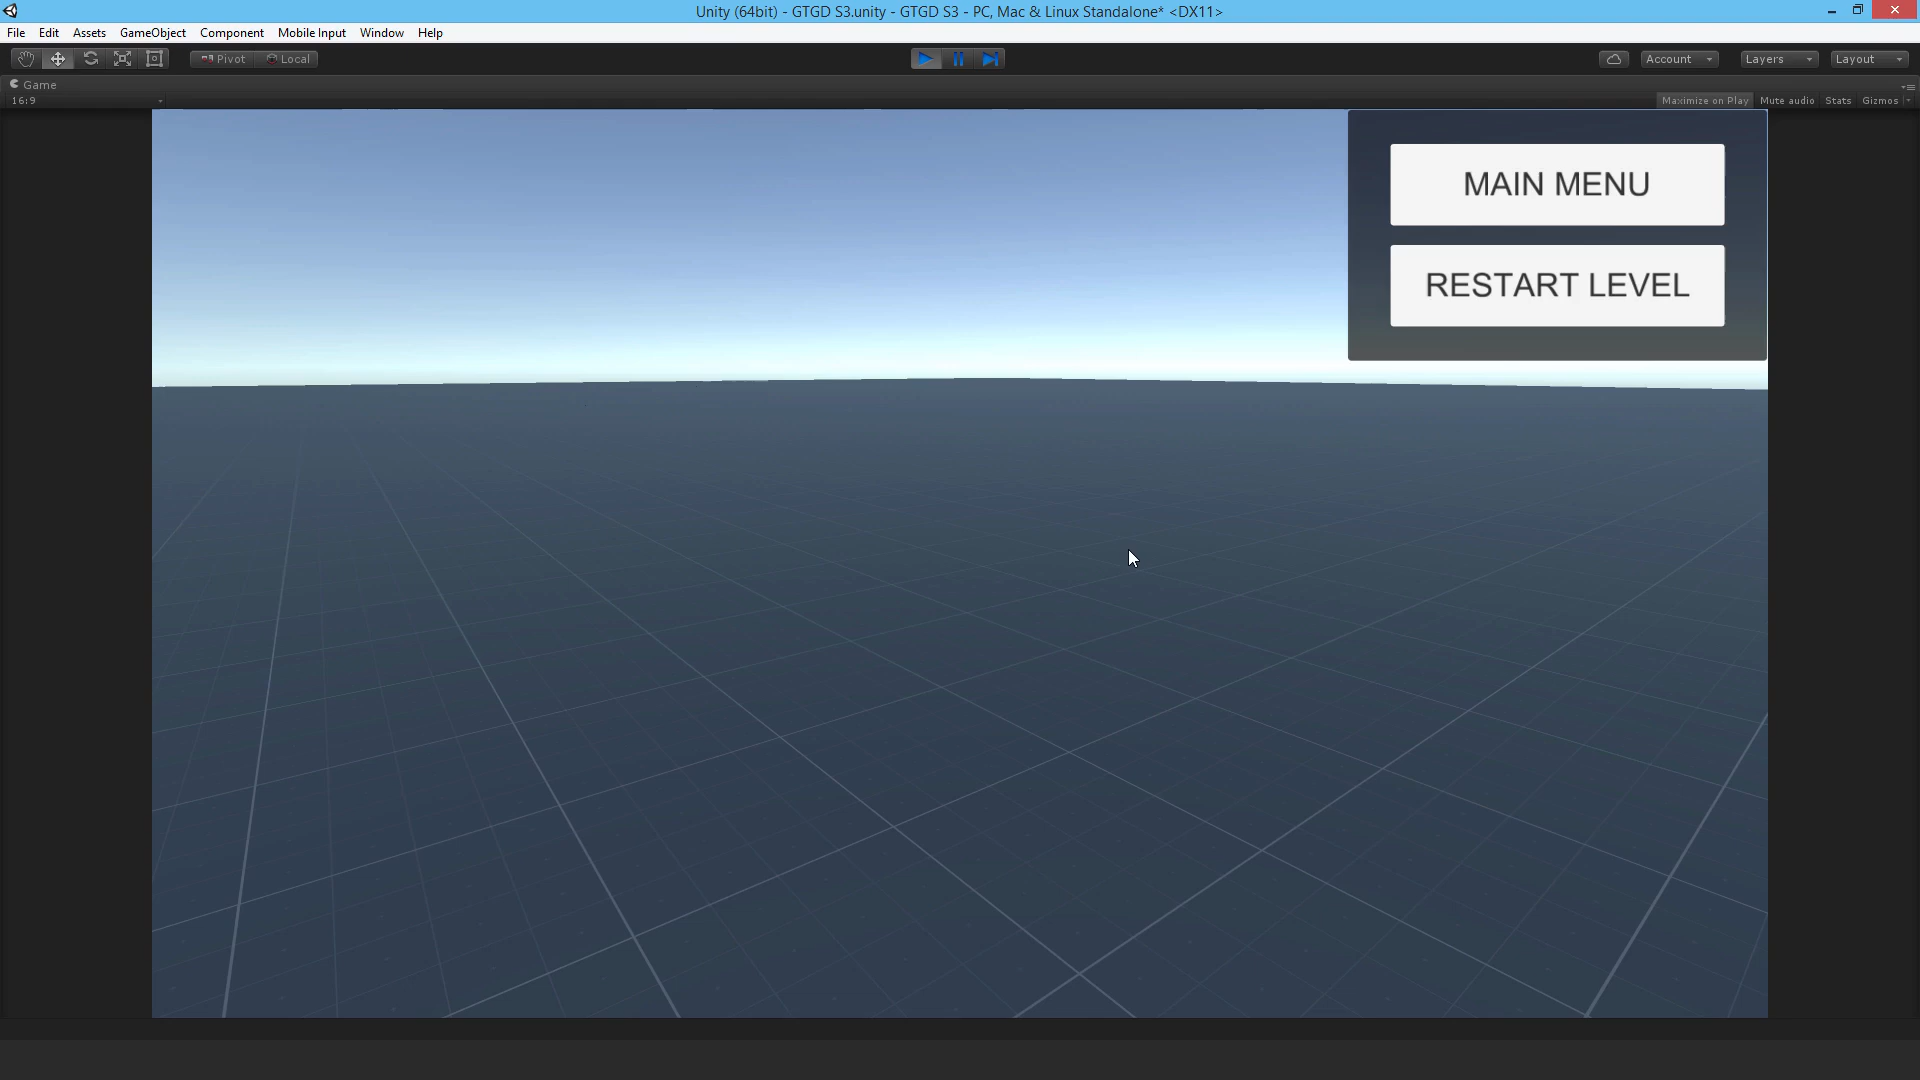 Unity (64bit) - GTGD S3.unity - GTGD S3 - PC, Mac & Linux Standalone* <DX11>
File Edit Assets GameObject Component Mobile Input Window Help
Pivot Local Account Layers Layout
Game
16:9 Maximize on Play Mute audio Stats Gizmos
MAIN MENU
RESTART LEVEL